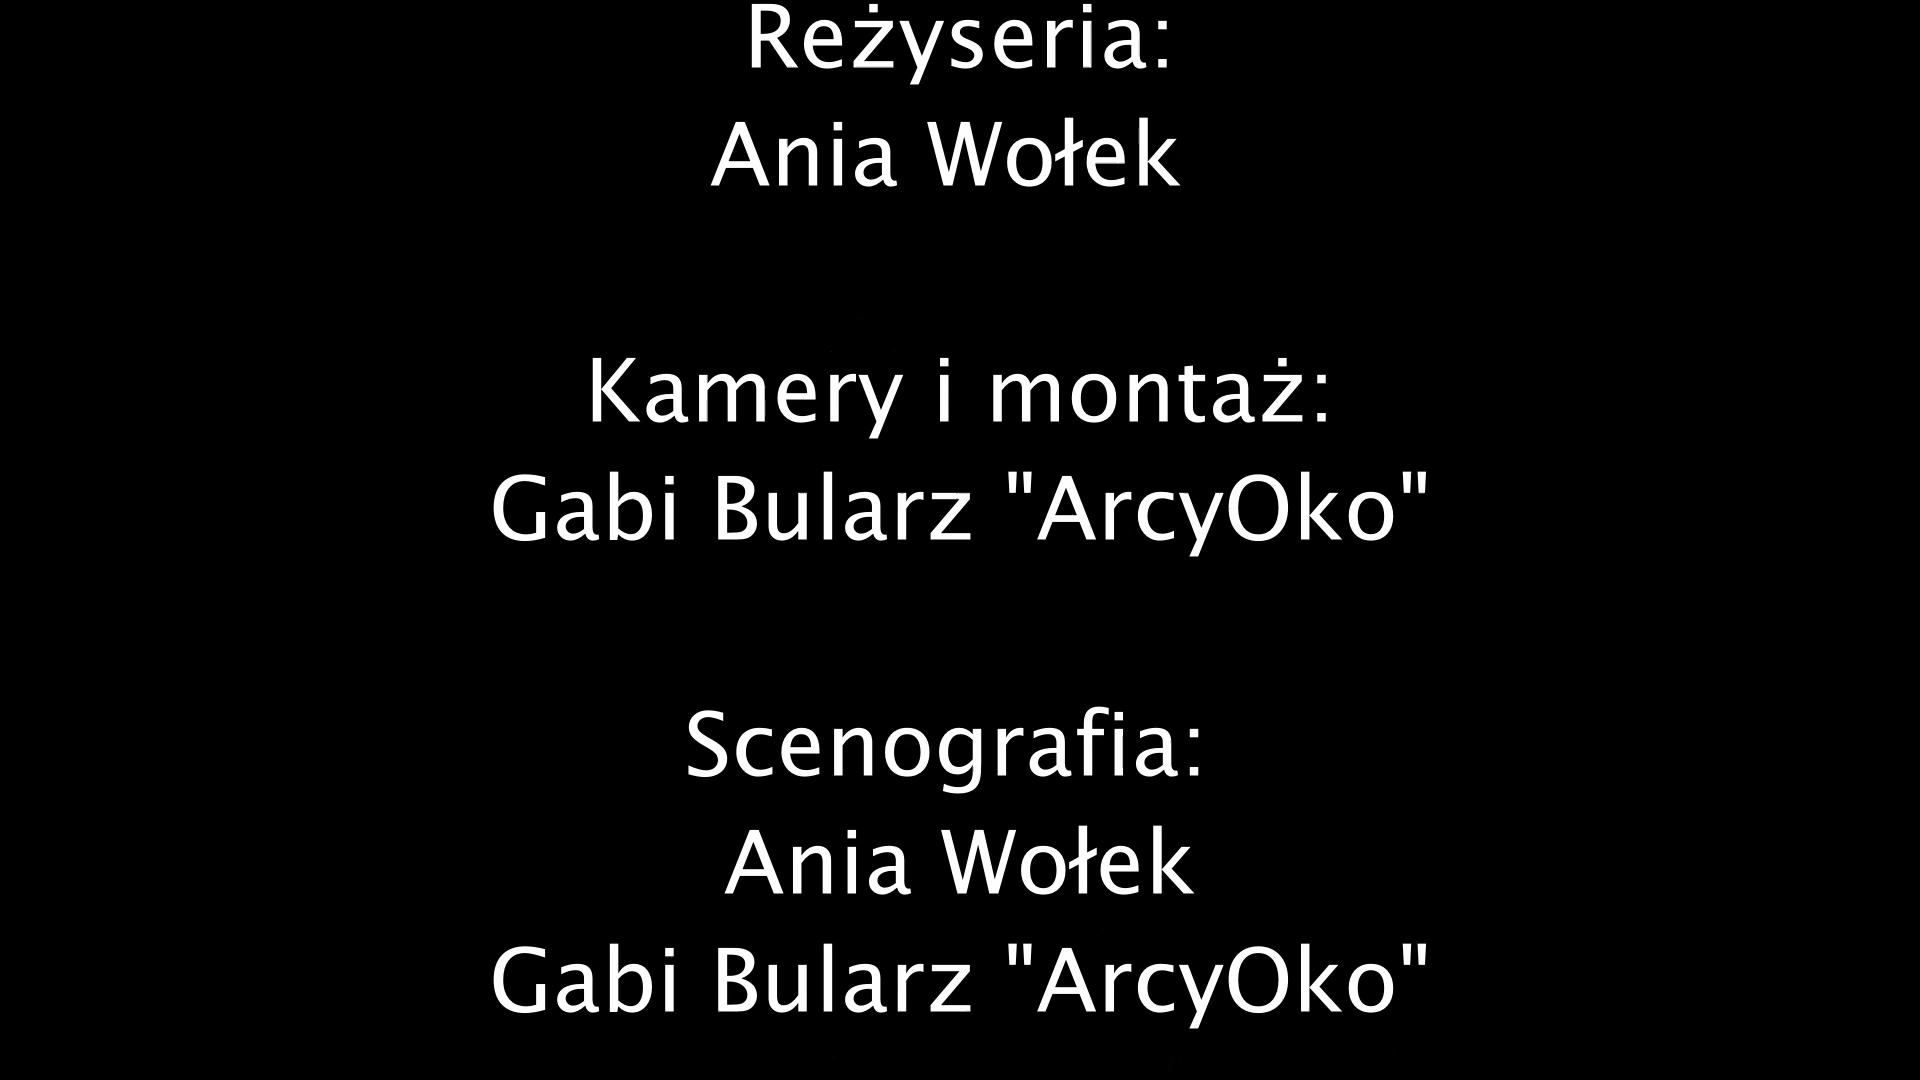 Reżyseria:
Ania Wołek
Kamery i montaż:
Gabi Bularz "ArcyOko"
Scenografia:
Ania Wołek
Gabi Bularz "ArcyOko"